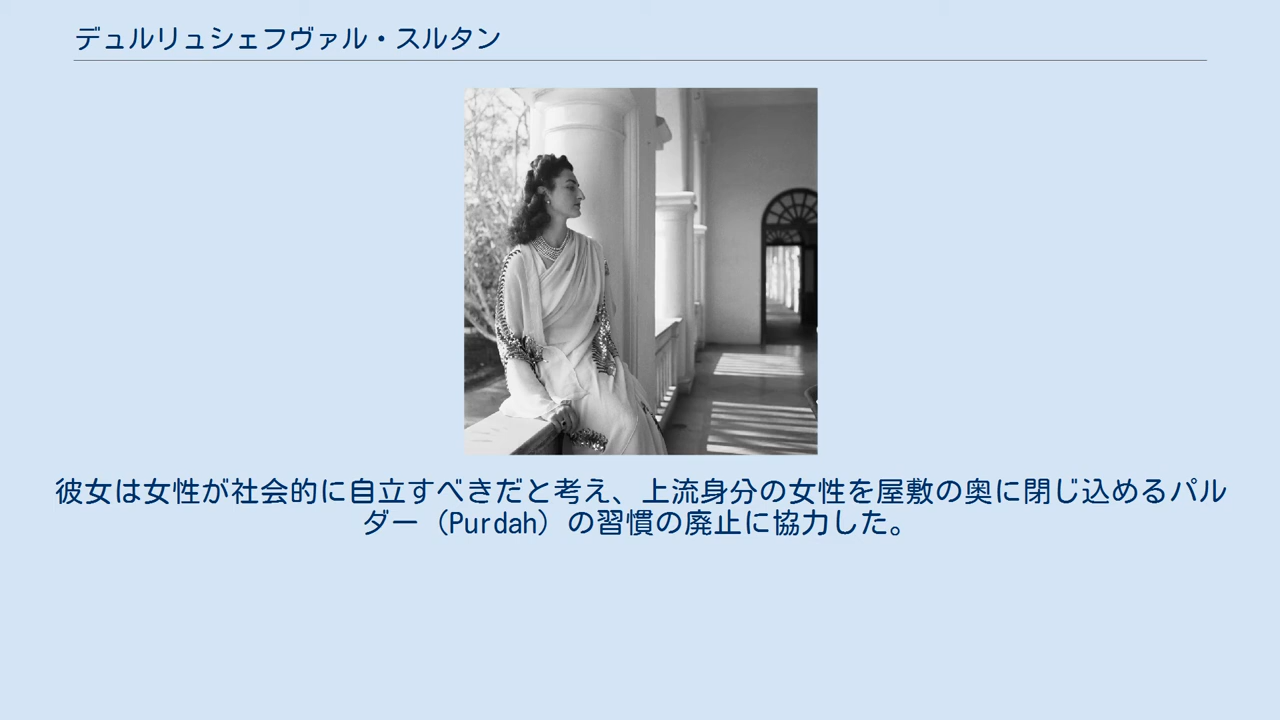 デュルリュシェフヴァル・スルタン
彼女は女性が社会的に自立すべきだと考え、上流身分の女性を屋敷の奥に閉じ込めるパル
ダー（Purdah）の習慣の廃止に協力した。